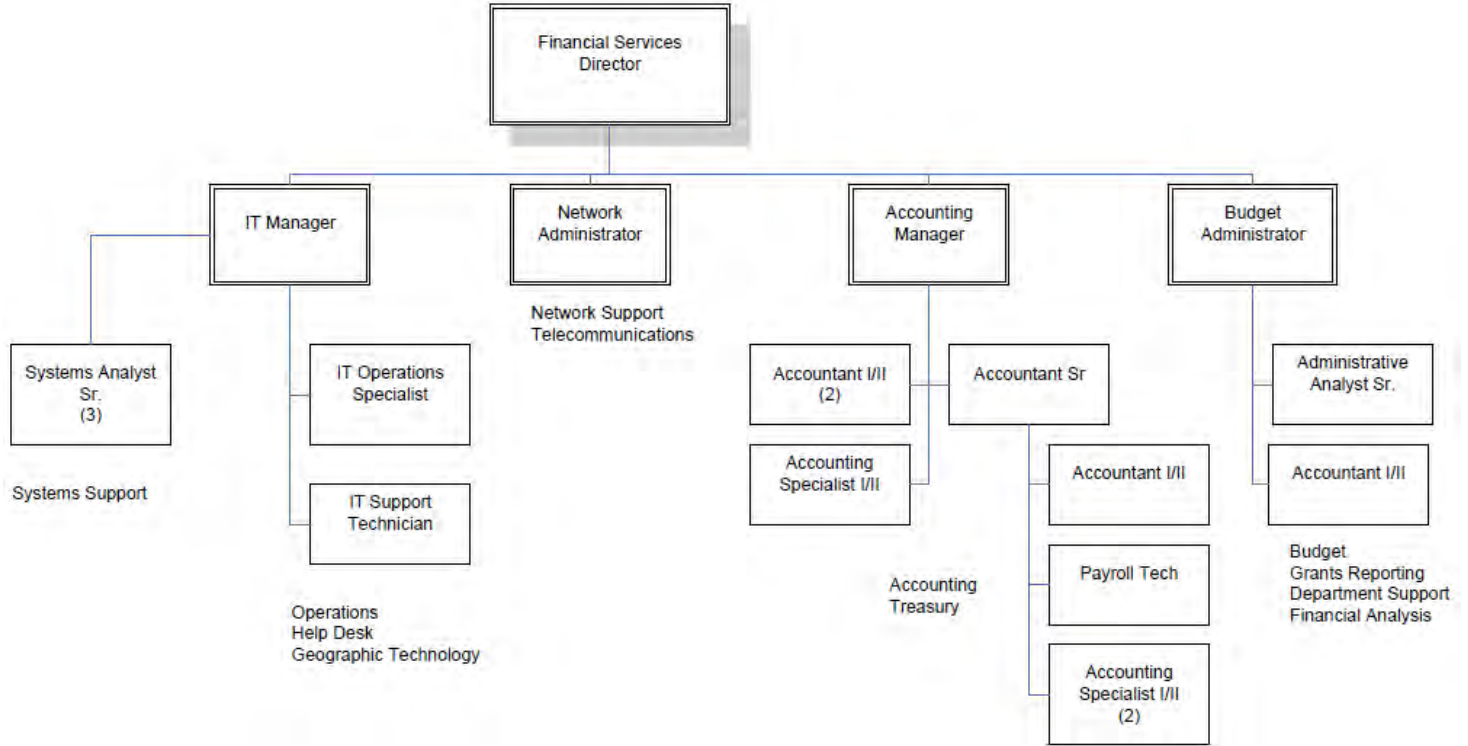 Financial Services
Director
IT Manager
Network
Administrator
Accounting
Manager
Budget
Administrator
Network Support
Telecommunications
Systems Analyst
Sr.
(3)
IT Operations
Specialist
Accountant I/II
(2)
Accountant Sr
Administrative
Analyst Sr.
Systems Support
IT Support
Technician
Accounting
Specialist I/II
Accountant I/II
Accountant I/II
Operations
Help Desk
Geographic Technology
Accounting
Treasury
Payroll Tech
Budget
Grants Reporting
Department Support
Financial Analysis
Accounting
Specialist I/II
(2)